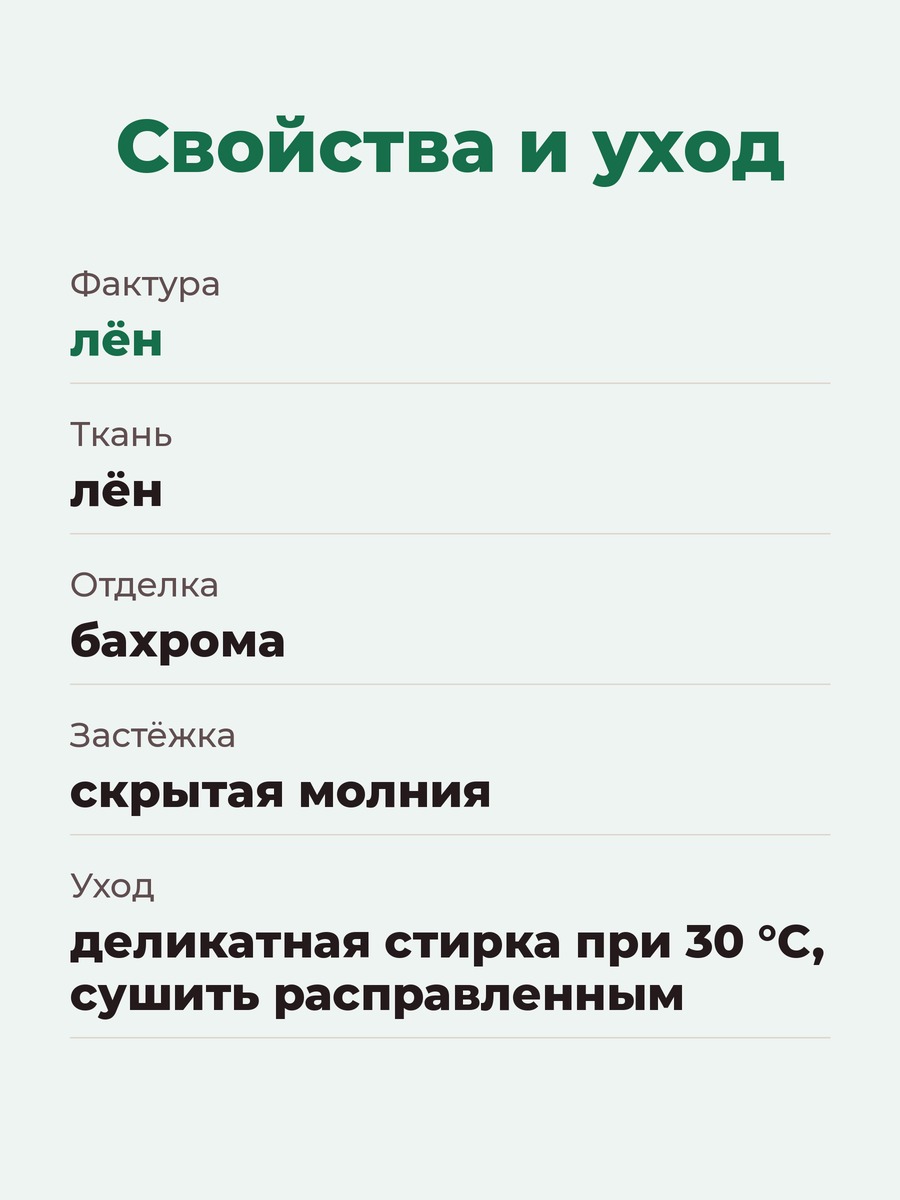 Свойства и уход
Фактура
лён
Ткань
лён
Отделка
бахрома
Застёжка
скрытая молния
Уход
деликатная стирка при 30 °C,
сушить расправленным